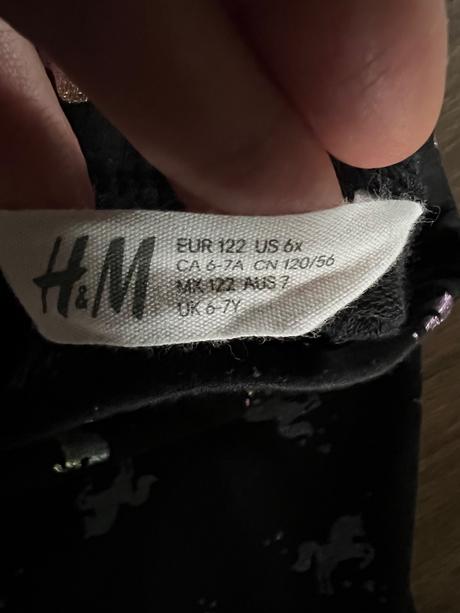 H&M
EUR 122 US 6x
CA 6-7A CN 120/56
MX 122 AUS 7
UK 6-7Y